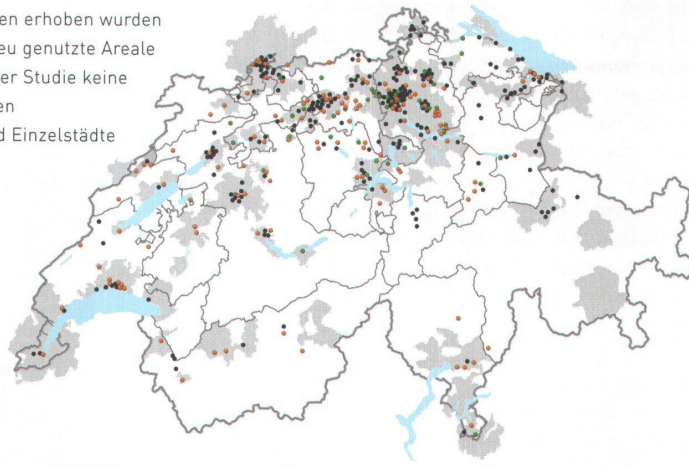 en erhoben wurden
eu genutzte Areale
er Studie keine
en
d Einzelstädte